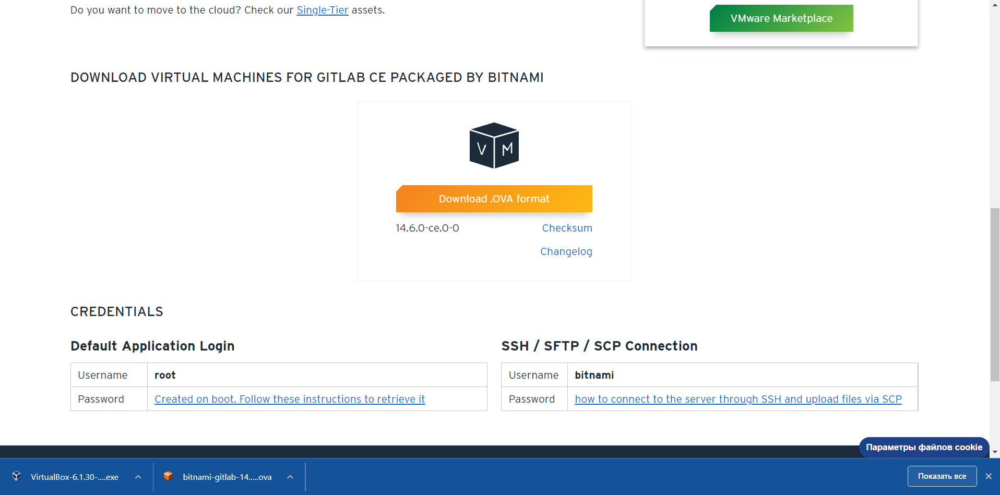 Do you want to move to the cloud? Check our Single-Tier assets.
VMware Marketplace
DOWNLOAD VIRTUAL MACHINES FOR GITLAB CE PACKAGED BY BITNAMI
V M
Download .OVA format
14.6.0-ce.0-0 Checksum
Changelog
CREDENTIALS
Default Application Login
Username root
Password Created on boot. Follow these instructions to retrieve it
SSH / SFTP / SCP Connection
Username bitnami
Password how to connect to the server through SSH and upload files via SCP
Параметры файлов cookie
VirtualBox-6.1.30-....exe
bitnami-gitlab-14.....ova
Показать все